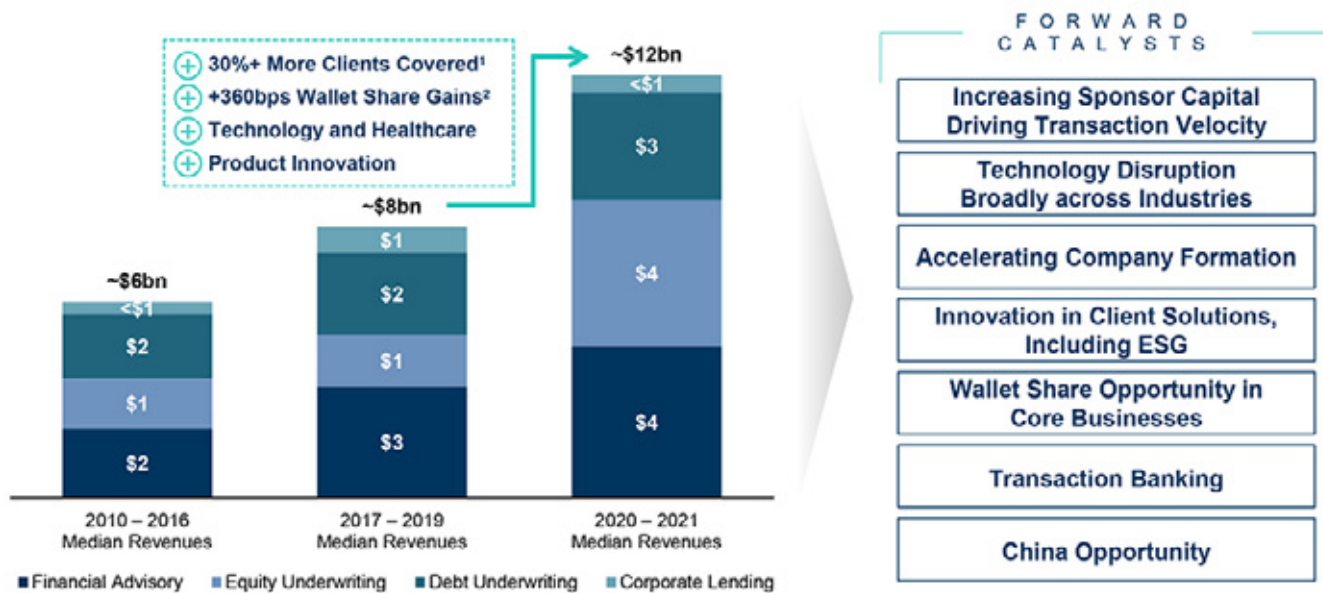 30%+ More Clients Covered¹
+360bps Wallet Share Gains²
Technology and Healthcare
Product Innovation
~$6bn
<$1
$2
$1
$2
2010 – 2016
Median Revenues
~$8bn
$1
$2
$1
$3
2017 – 2019
Median Revenues
~$12bn
<$1
$3
$4
$4
2020 – 2021
Median Revenues
Financial Advisory
Equity Underwriting
Debt Underwriting
Corporate Lending
FORWARD
CATALYSTS
Increasing Sponsor Capital
Driving Transaction Velocity
Technology Disruption
Broadly across Industries
Accelerating Company Formation
Innovation in Client Solutions,
Including ESG
Wallet Share Opportunity in
Core Businesses
Transaction Banking
China Opportunity